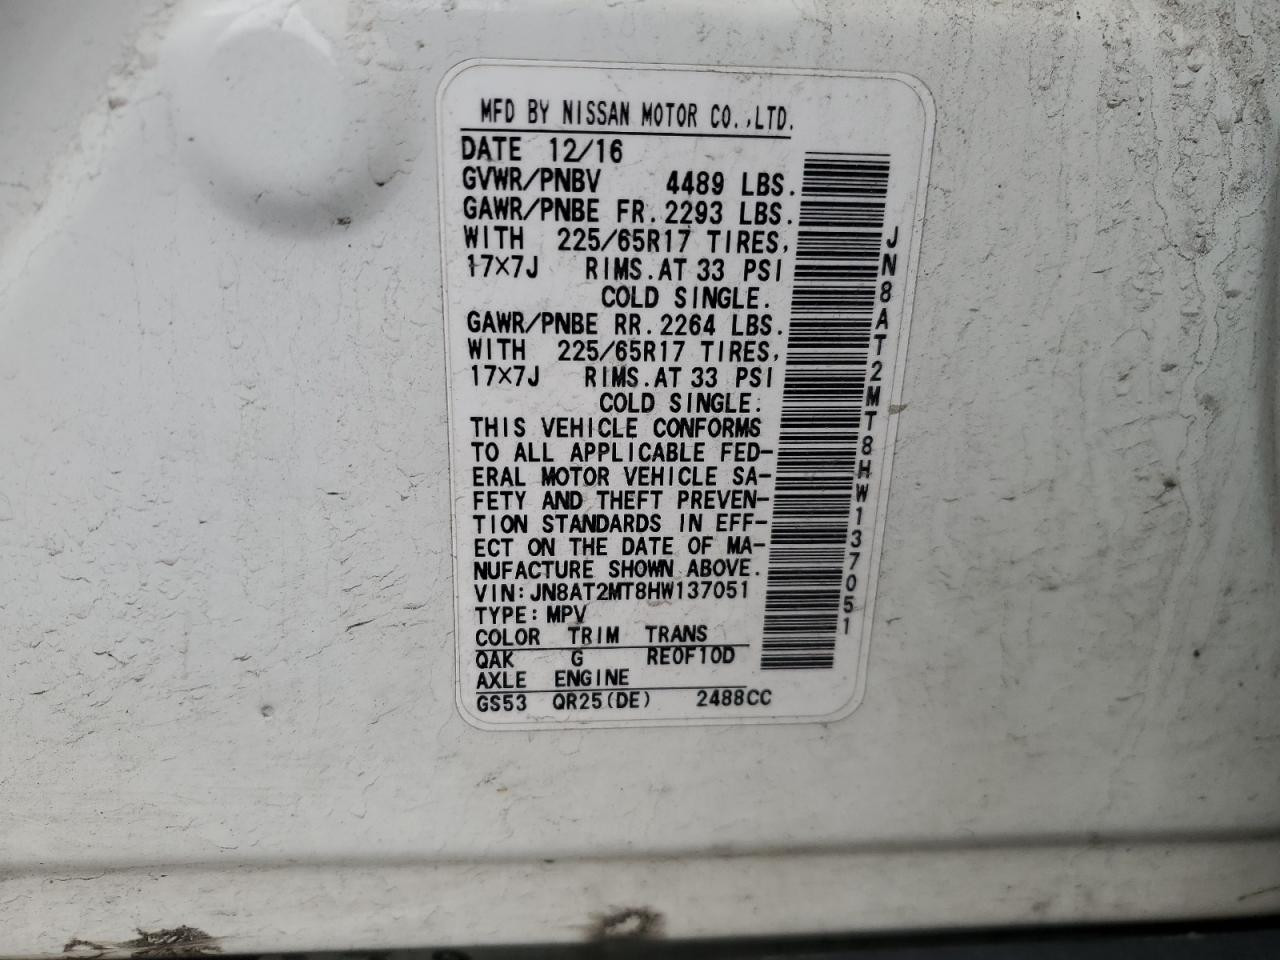 MFD BY NISSAN MOTOR CO.,LTD.
DATE 12/16
GVWR/PNBV 4489 LBS.
GAWR/PNBE FR. 2293 LBS.
WITH 225/65R17 TIRES,
17×7J RIMS. AT 33 PSI
COLD SINGLE.
GAWR/PNBE RR. 2264 LBS.
WITH 225/65R17 TIRES,
17×7J RIMS. AT 33 PSI
COLD SINGLE.
THIS VEHICLE CONFORMS
TO ALL APPLICABLE FED-
ERAL MOTOR VEHICLE SA-
FETY AND THEFT PREVEN-
TION STANDARDS IN EFF-
ECT ON THE DATE OF MA-
NUFACTURE SHOWN ABOVE.
VIN: JN8AT2MT8HW137051
TYPE: MPV
COLOR TRIM TRANS
QAK G RE0F10D
AXLE ENGINE
GS53 QR25(DE) 2488CC
JN8AT2MT8HW137051